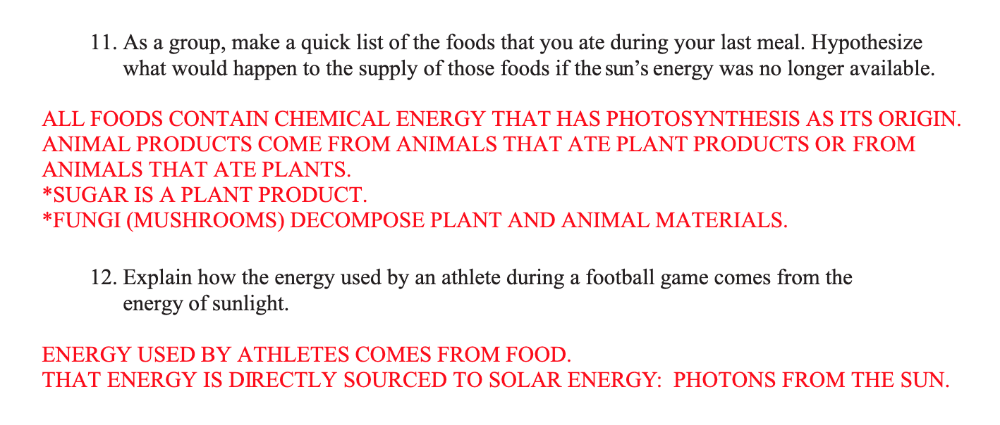 11. As a group, make a quick list of the foods that you ate during your last meal. Hypothesize
what would happen to the supply of those foods if the sun’s energy was no longer available.
ALL FOODS CONTAIN CHEMICAL ENERGY THAT HAS PHOTOSYNTHESIS AS ITS ORIGIN.
ANIMAL PRODUCTS COME FROM ANIMALS THAT ATE PLANT PRODUCTS OR FROM
ANIMALS THAT ATE PLANTS.
*SUGAR IS A PLANT PRODUCT.
*FUNGI (MUSHROOMS) DECOMPOSE PLANT AND ANIMAL MATERIALS.
12. Explain how the energy used by an athlete during a football game comes from the
energy of sunlight.
ENERGY USED BY ATHLETES COMES FROM FOOD.
THAT ENERGY IS DIRECTLY SOURCED TO SOLAR ENERGY:  PHOTONS FROM THE SUN.